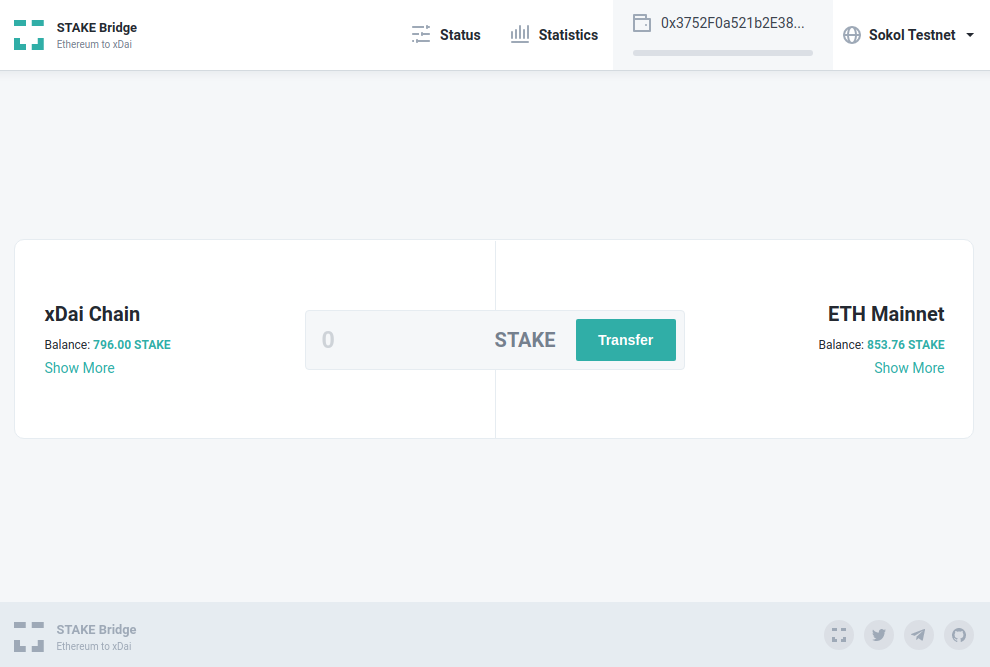 STAKE Bridge
Ethereum to xDai
Status
Statistics
0x3752F0a521b2E38...
Sokol Testnet
xDai Chain
Balance: 796.00 STAKE
Show More
0
STAKE
Transfer
ETH Mainnet
Balance: 853.76 STAKE
Show More
STAKE Bridge
Ethereum to xDai